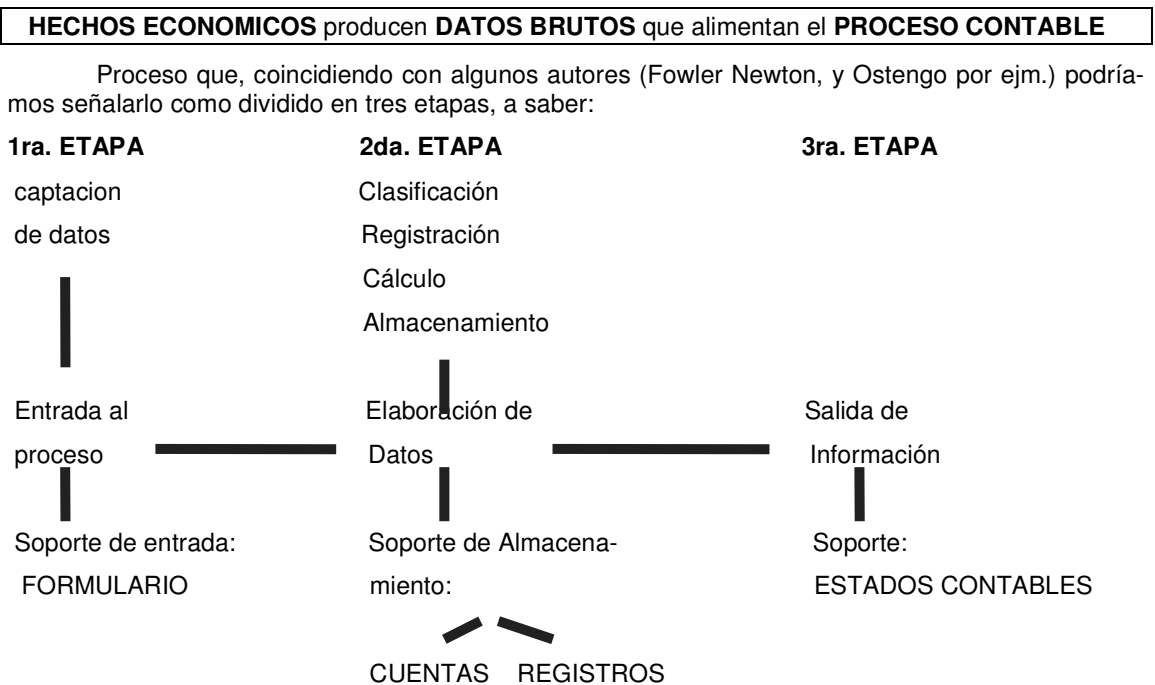 HECHOS ECONOMICOS producen DATOS BRUTOS que alimentan el PROCESO CONTABLE
Proceso que, coincidiendo con algunos autores (Fowler Newton, y Ostengo por ejm.) podría-
mos señalarlo como dividido en tres etapas, a saber:
1ra. ETAPA 2da. ETAPA 3ra. ETAPA
captacion Clasificación
de datos Registración
Cálculo
Almacenamiento
Entrada al Elaboración de Salida de
proceso Datos Información
Soporte de entrada: Soporte de Almacena- Soporte:
FORMULARIO miento: ESTADOS CONTABLES
CUENTAS REGISTROS